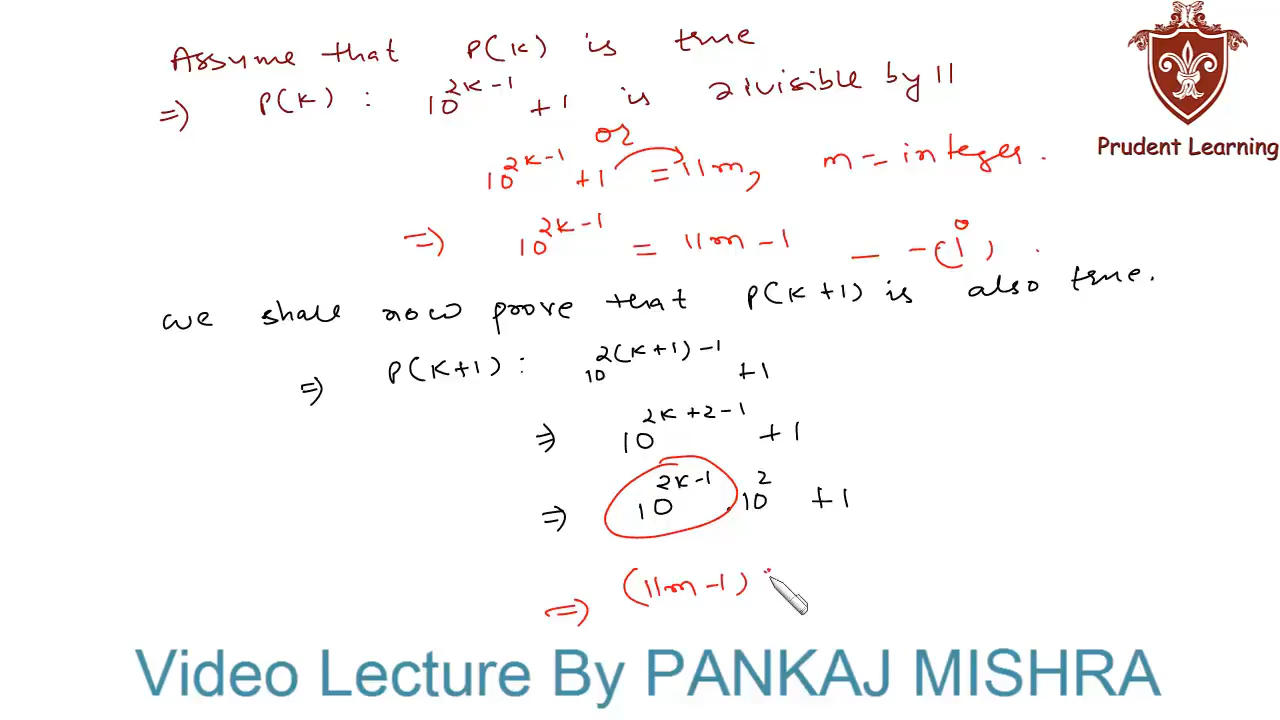 Assume that P(k) is true
⇒ P(k) : 10^{2k-1} + 1 is divisible by 11
or
10^{2k-1} + 1 = 11m, m = integer.
⇒ 10^{2k-1} = 11m - 1 - - (i) .
we shall now prove that P(k+1) is also true.
⇒ P(k+1) : 10^{2(k+1)-1} + 1
⇒ 10^{2k+2-1} + 1
⇒ 10^{2k-1} . 10^2 + 1
⇒ (11m - 1)
Prudent Learning
Video Lecture By PANKAJ MISHRA